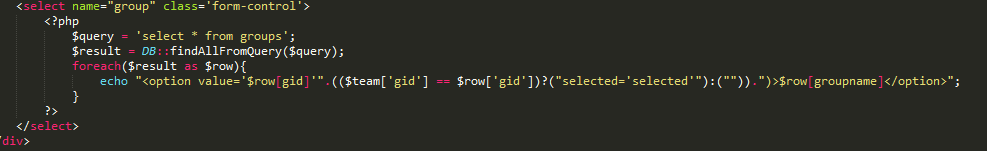 <select name="group" class='form-control'>
<?php
$query = 'select * from groups';
$result = DB::findAllFromQuery($query);
foreach($result as $row){
echo "<option value='$row[gid]'".(($team['gid'] == $row['gid'])?("selected='selected'"):("")).")>$row[groupname]</option>";
}
?>
</select>
/div>